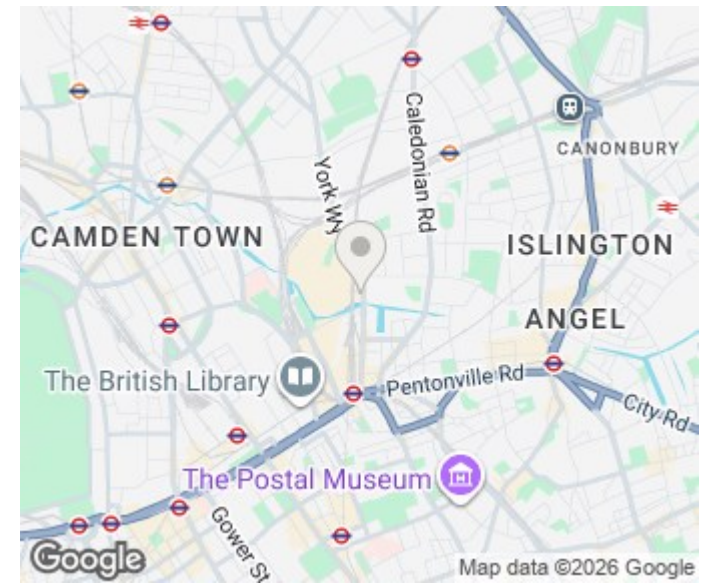 Caledonian Rd
York Wy
CANONBURY
CAMDEN TOWN
ISLINGTON
ANGEL
The British Library
Pentonville Rd
City Rd
The Postal Museum
Gower St
Google
Map data ©2026 Google